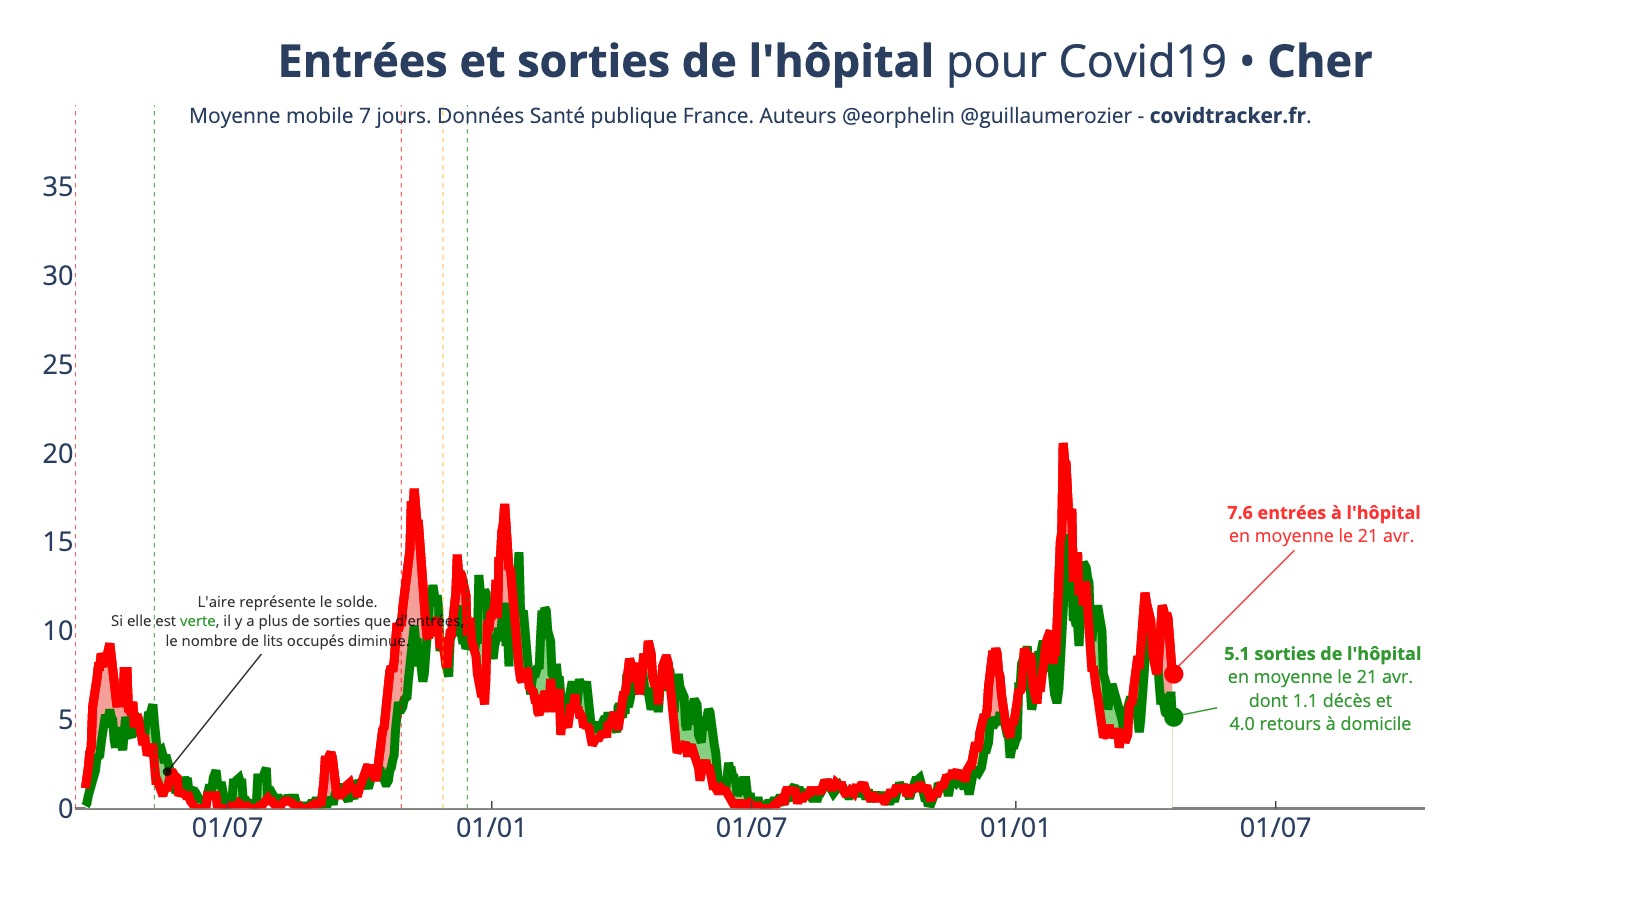 Entrées et sorties de l'hôpital pour Covid19 • Cher
Moyenne mobile 7 jours. Données Santé publique France. Auteurs @eorphelin @guillaumerozier - covidtracker.fr.
35
30
25
20
15
10
5
0
L'aire représente le solde.
Si elle est verte, il y a plus de sorties que d'entrées,
le nombre de lits occupés diminue.
7.6 entrées à l'hôpital
en moyenne le 21 avr.
5.1 sorties de l'hôpital
en moyenne le 21 avr.
dont 1.1 décès et
4.0 retours à domicile
01/07 01/01 01/07 01/01 01/07